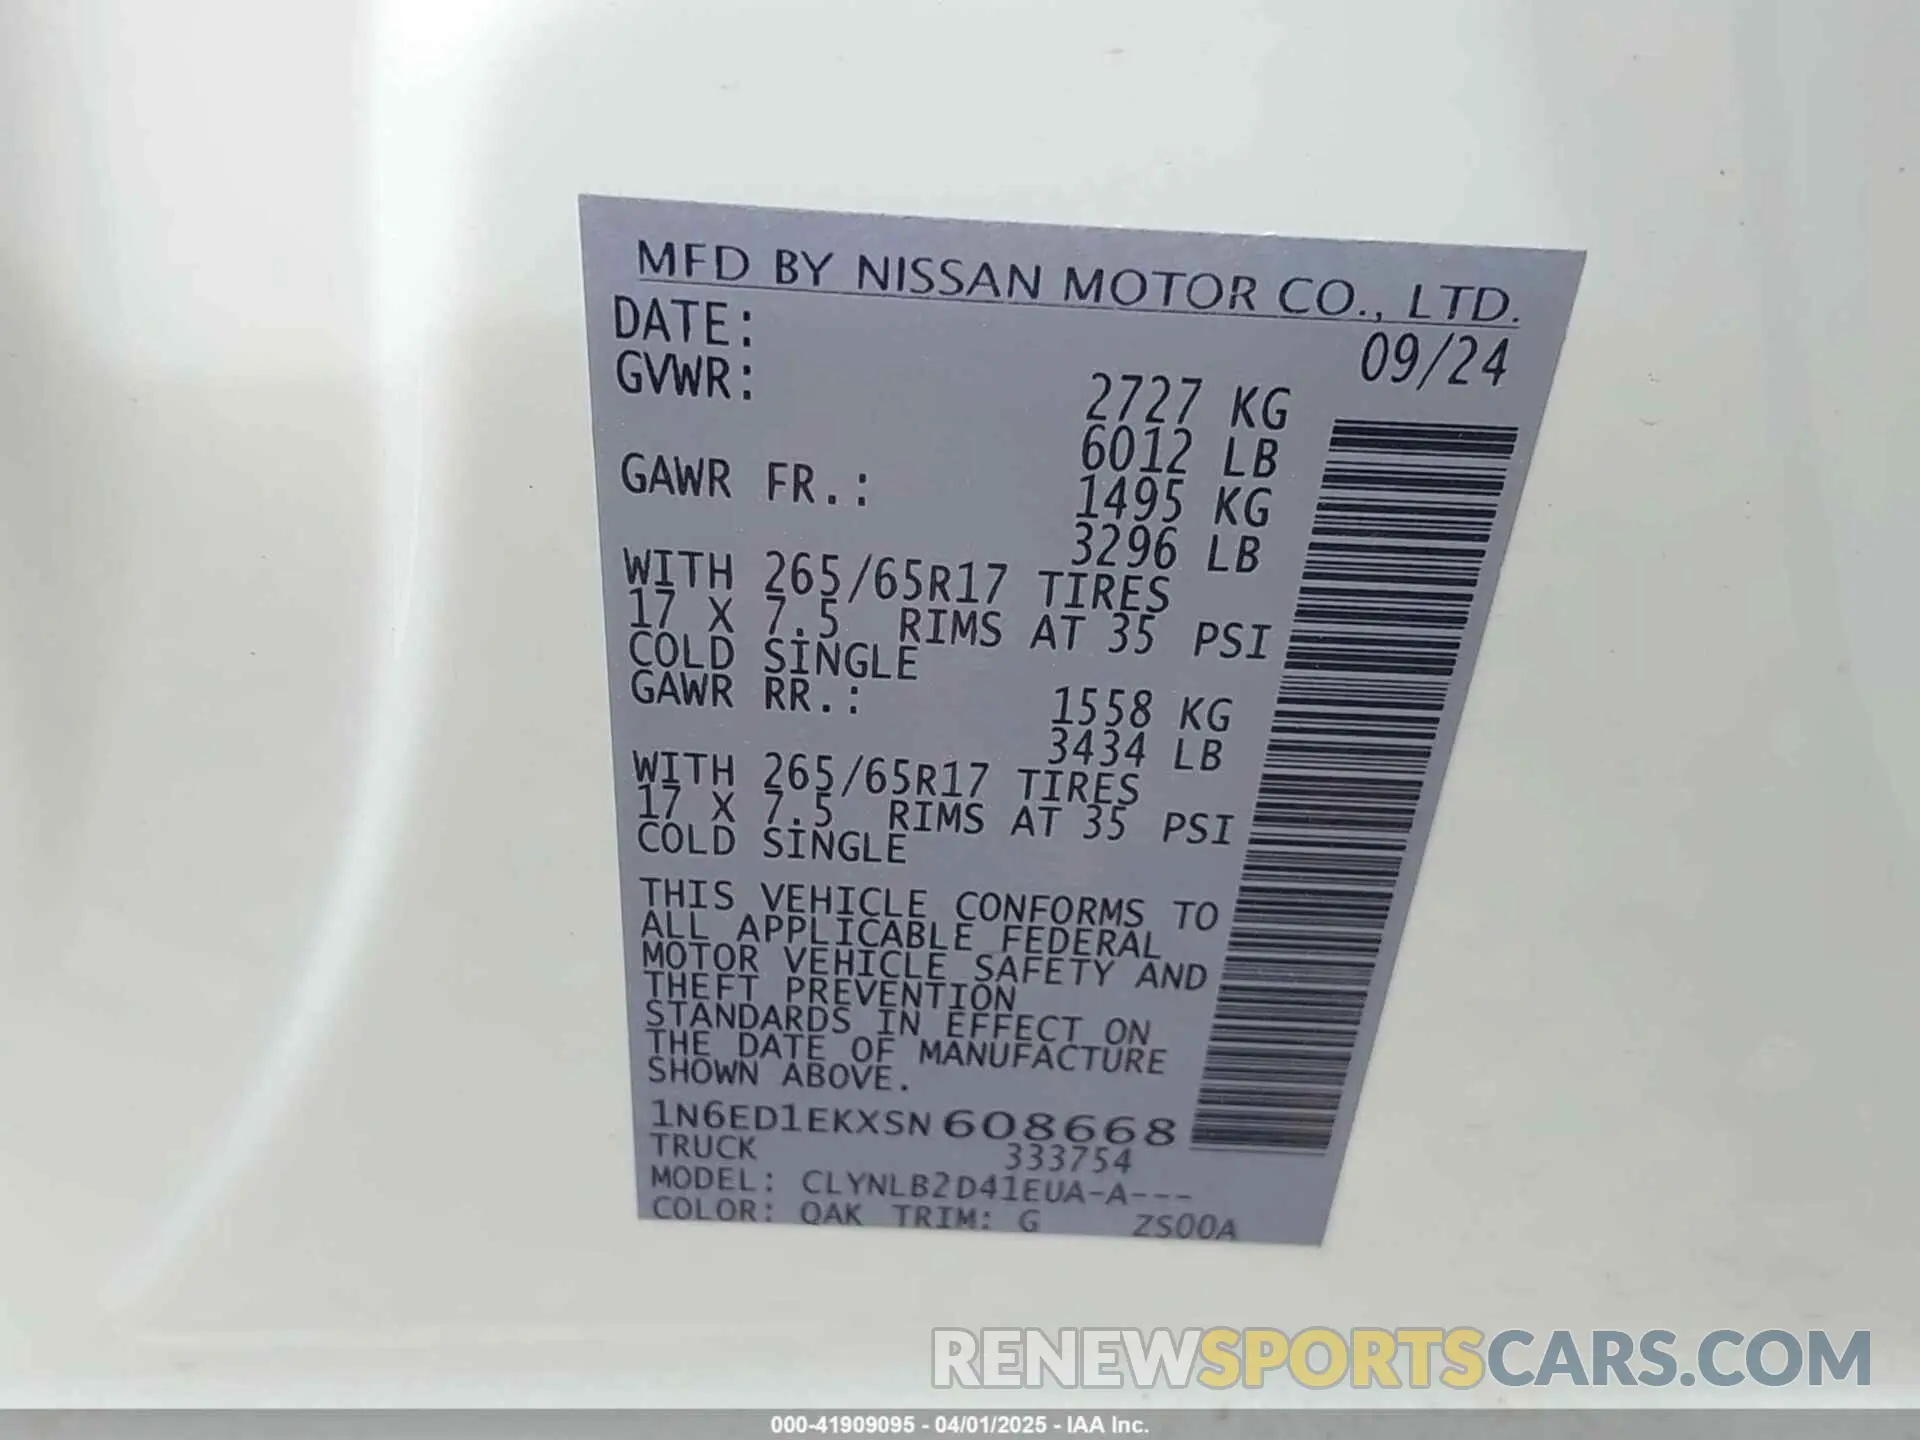 MFD BY NISSAN MOTOR CO., LTD.
DATE: 09/24
GVWR: 2727 KG
6012 LB
GAWR FR.: 1495 KG
3296 LB
WITH 265/65R17 TIRES
17 X 7.5 RIMS AT 35 PSI
COLD SINGLE
GAWR RR.: 1558 KG
3434 LB
WITH 265/65R17 TIRES
17 X 7.5 RIMS AT 35 PSI
COLD SINGLE
THIS VEHICLE CONFORMS TO
ALL APPLICABLE FEDERAL
MOTOR VEHICLE SAFETY AND
THEFT PREVENTION
STANDARDS IN EFFECT ON
THE DATE OF MANUFACTURE
SHOWN ABOVE.
1N6ED1EKXSN608668
TRUCK 333754
MODEL: CLYNLB2D41EUA-A---
COLOR: QAK TRIM: G ZS00A
RENEWSPORTSCARS.COM
000-41909095 - 04/01/2025 - IAA Inc.